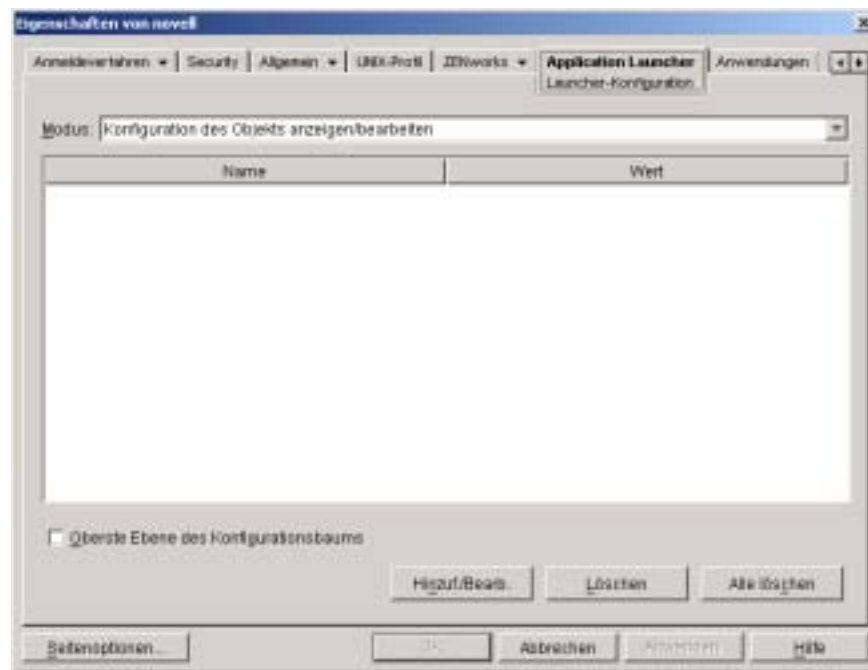 Eigenschaften von novell
Anmeldeverfahren Security Allgemein UNIX-Profil ZENworks Application Launcher Anwendungen
Launcher-Konfiguration
Modus: Konfiguration des Objekts anzeigen/bearbeiten
Name Wert
Oberste Ebene des Konfigurationsbaums
Hinzuf./Bearb. Löschen Alle löschen
Seitenoptionen... OK Abbrechen Anwenden Hilfe